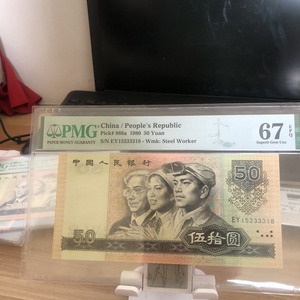 PMG
PAPER MONEY GUARANTY
China / People's Republic
Pick# 888a 1980 50 Yuan
S/N EY15233318 - Wmk: Steel Worker
67 EPQ
Superb Gem Unc
中国人民银行
50
EY15233318
50
伍拾圆